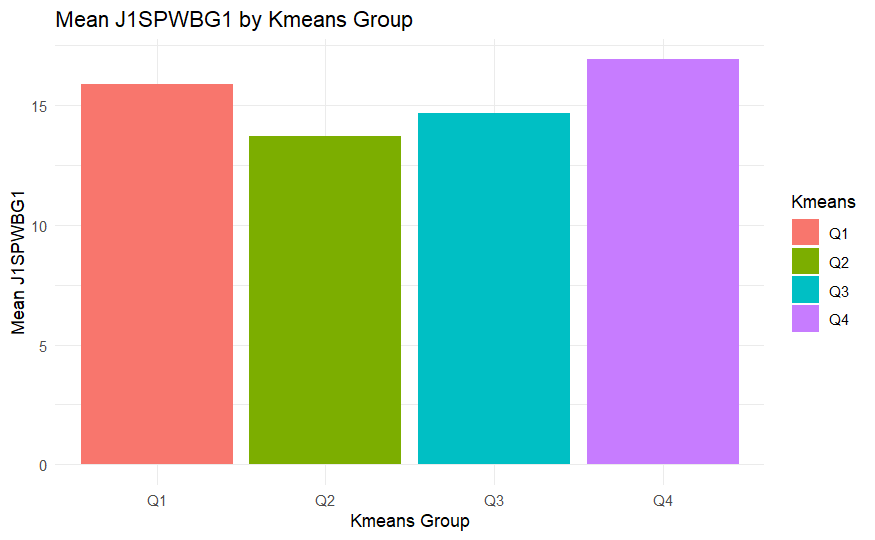 Mean J1SPWBG1 by Kmeans Group
Mean J1SPWBG1
15
10
5
0
Q1 Q2 Q3 Q4
Kmeans Group
Kmeans
Q1
Q2
Q3
Q4